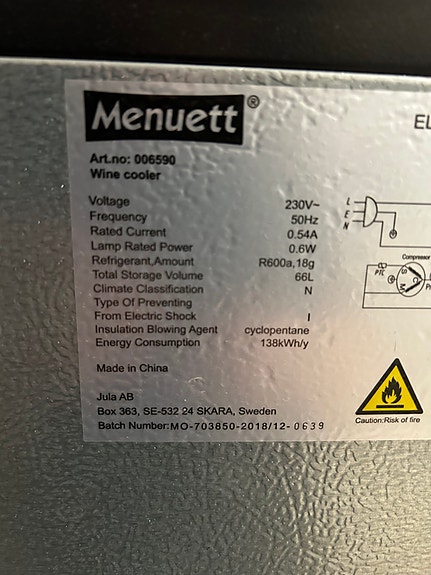 Menuett®
EL
Art.no: 006590
Wine cooler
Voltage 230V~
Frequency 50Hz
Rated Current 0.54A
Lamp Rated Power 0.6W
Refrigerant,Amount R600a,18g
Total Storage Volume 66L
Climate Classification N
Type Of Preventing
From Electric Shock I
Insulation Blowing Agent cyclopentane
Energy Consumption 138kWh/y
Made in China
Jula AB
Box 363, SE-532 24 SKARA, Sweden
Batch Number:MO-703850-2018/12-0639
L
E
N
Compressor
PTC
S
C
M
Caution:Risk of fire